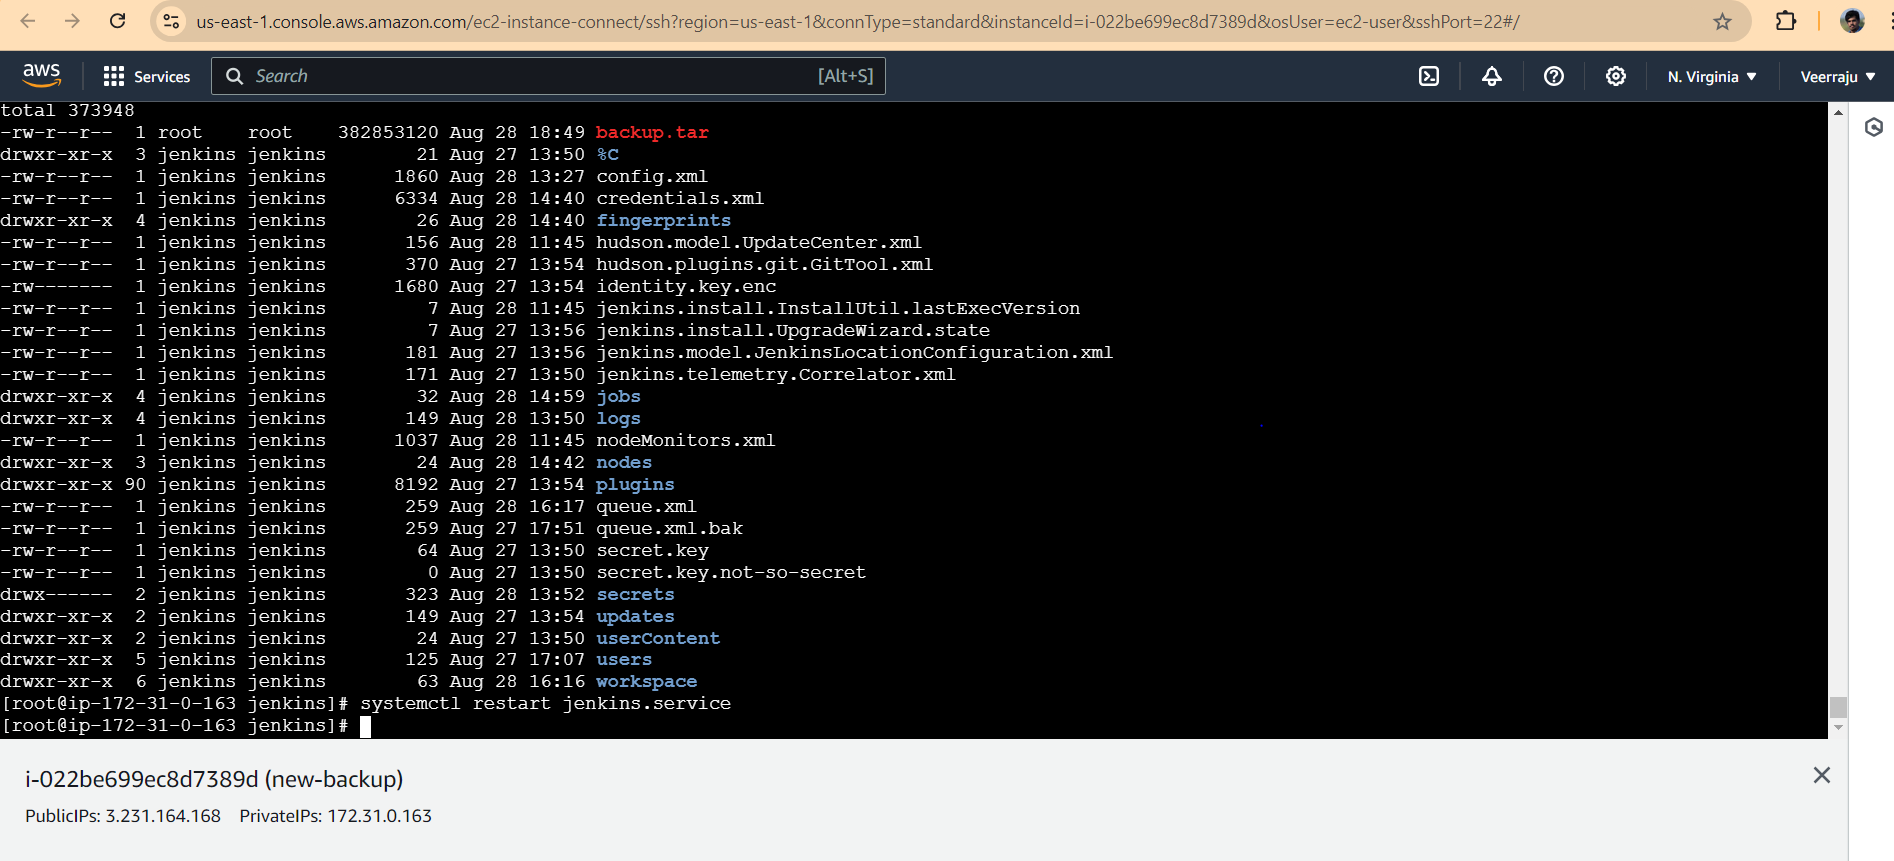 us-east-1.console.aws.amazon.com/ec2-instance-connect/ssh?region=us-east-1&connType=standard&instanceId=i-022be699ec8d7389d&osUser=ec2-user&sshPort=22#/
aws Services Search [Alt+S] N. Virginia ▼ Veerraju ▼
total 373948
-rw-r--r--  1 root    root    382853120 Aug 28 18:49 backup.tar
drwxr-xr-x  3 jenkins jenkins        21 Aug 27 13:50 %C
-rw-r--r--  1 jenkins jenkins      1860 Aug 28 13:27 config.xml
-rw-r--r--  1 jenkins jenkins      6334 Aug 28 14:40 credentials.xml
drwxr-xr-x  4 jenkins jenkins        26 Aug 28 14:40 fingerprints
-rw-r--r--  1 jenkins jenkins       156 Aug 28 11:45 hudson.model.UpdateCenter.xml
-rw-r--r--  1 jenkins jenkins       370 Aug 27 13:54 hudson.plugins.git.GitTool.xml
-rw-------  1 jenkins jenkins      1680 Aug 27 13:54 identity.key.enc
-rw-r--r--  1 jenkins jenkins         7 Aug 28 11:45 jenkins.install.InstallUtil.lastExecVersion
-rw-r--r--  1 jenkins jenkins         7 Aug 27 13:56 jenkins.install.UpgradeWizard.state
-rw-r--r--  1 jenkins jenkins       181 Aug 27 13:56 jenkins.model.JenkinsLocationConfiguration.xml
-rw-r--r--  1 jenkins jenkins       171 Aug 27 13:50 jenkins.telemetry.Correlator.xml
drwxr-xr-x  4 jenkins jenkins        32 Aug 28 14:59 jobs
drwxr-xr-x  4 jenkins jenkins       149 Aug 28 13:50 logs
-rw-r--r--  1 jenkins jenkins      1037 Aug 28 11:45 nodeMonitors.xml
drwxr-xr-x  3 jenkins jenkins        24 Aug 28 14:42 nodes
drwxr-xr-x 90 jenkins jenkins      8192 Aug 27 13:54 plugins
-rw-r--r--  1 jenkins jenkins       259 Aug 28 16:17 queue.xml
-rw-r--r--  1 jenkins jenkins       259 Aug 27 17:51 queue.xml.bak
-rw-r--r--  1 jenkins jenkins        64 Aug 27 13:50 secret.key
-rw-r--r--  1 jenkins jenkins         0 Aug 27 13:50 secret.key.not-so-secret
drwx------  2 jenkins jenkins       323 Aug 28 13:52 secrets
drwxr-xr-x  2 jenkins jenkins       149 Aug 27 13:54 updates
drwxr-xr-x  2 jenkins jenkins        24 Aug 27 13:50 userContent
drwxr-xr-x  5 jenkins jenkins       125 Aug 27 17:07 users
drwxr-xr-x  6 jenkins jenkins        63 Aug 28 16:16 workspace
[root@ip-172-31-0-163 jenkins]# systemctl restart jenkins.service
[root@ip-172-31-0-163 jenkins]#
i-022be699ec8d7389d (new-backup)
PublicIPs: 3.231.164.168 PrivateIPs: 172.31.0.163